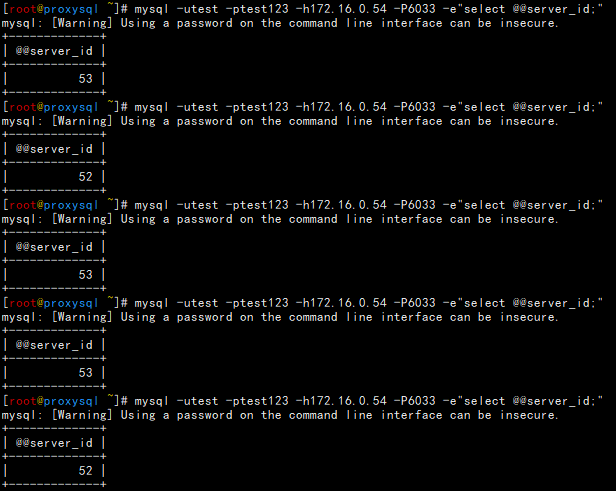 [root@proxysql ~]# mysql -utest -ptest123 -h172.16.0.54 -P6033 -e"select @@server_id;"
mysql: [Warning] Using a password on the command line interface can be insecure.
+-------------+
| @@server_id |
+-------------+
|          53 |
+-------------+
[root@proxysql ~]# mysql -utest -ptest123 -h172.16.0.54 -P6033 -e"select @@server_id;"
mysql: [Warning] Using a password on the command line interface can be insecure.
+-------------+
| @@server_id |
+-------------+
|          52 |
+-------------+
[root@proxysql ~]# mysql -utest -ptest123 -h172.16.0.54 -P6033 -e"select @@server_id;"
mysql: [Warning] Using a password on the command line interface can be insecure.
+-------------+
| @@server_id |
+-------------+
|          53 |
+-------------+
[root@proxysql ~]# mysql -utest -ptest123 -h172.16.0.54 -P6033 -e"select @@server_id;"
mysql: [Warning] Using a password on the command line interface can be insecure.
+-------------+
| @@server_id |
+-------------+
|          53 |
+-------------+
[root@proxysql ~]# mysql -utest -ptest123 -h172.16.0.54 -P6033 -e"select @@server_id;"
mysql: [Warning] Using a password on the command line interface can be insecure.
+-------------+
| @@server_id |
+-------------+
|          52 |
+-------------+